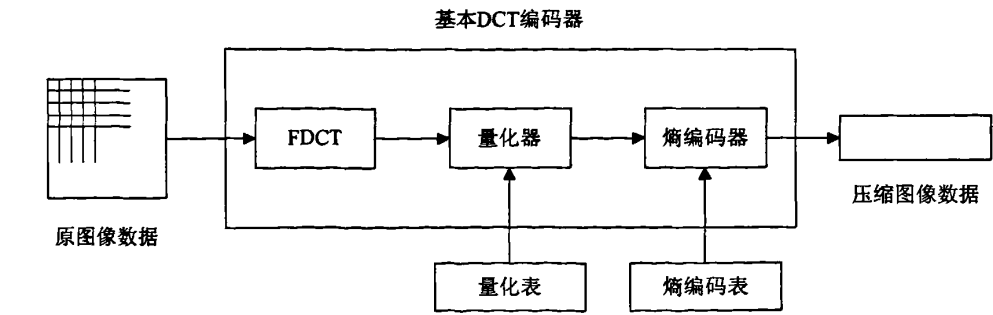 基本DCT编码器
FDCT
量化器
熵编码器
原图像数据
压缩图像数据
量化表
熵编码表